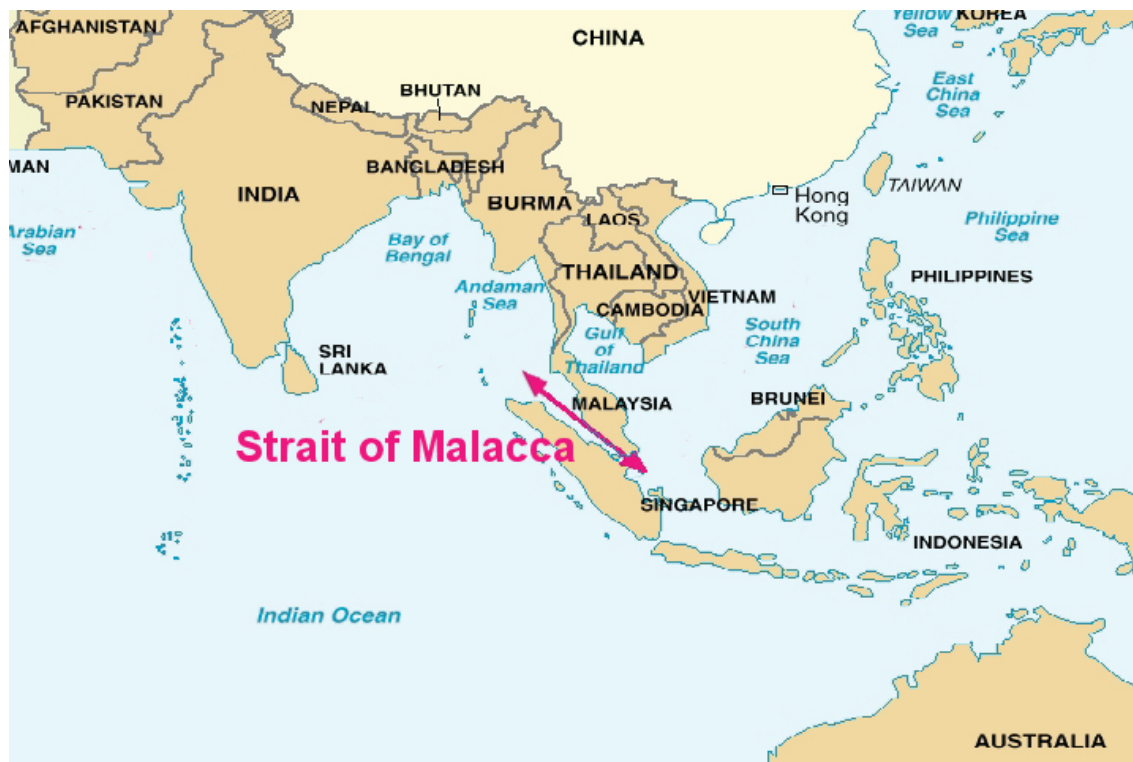 Yellow
Sea
KOREA
AFGHANISTAN
CHINA
East
China
Sea
BHUTAN
PAKISTAN
NEPAL
MAN
BANGLADESH
INDIA
TAIWAN
Hong
Kong
BURMA
LAOS
Arabian
Sea
Bay of
Bengal
Philippine
Sea
THAILAND
PHILIPPINES
Andaman
Sea
VIETNAM
CAMBODIA
South
China
Sea
Gulf
of
Thailand
SRI
LANKA
MALAYSIA
BRUNEI
Strait of Malacca
SINGAPORE
INDONESIA
Indian Ocean
AUSTRALIA